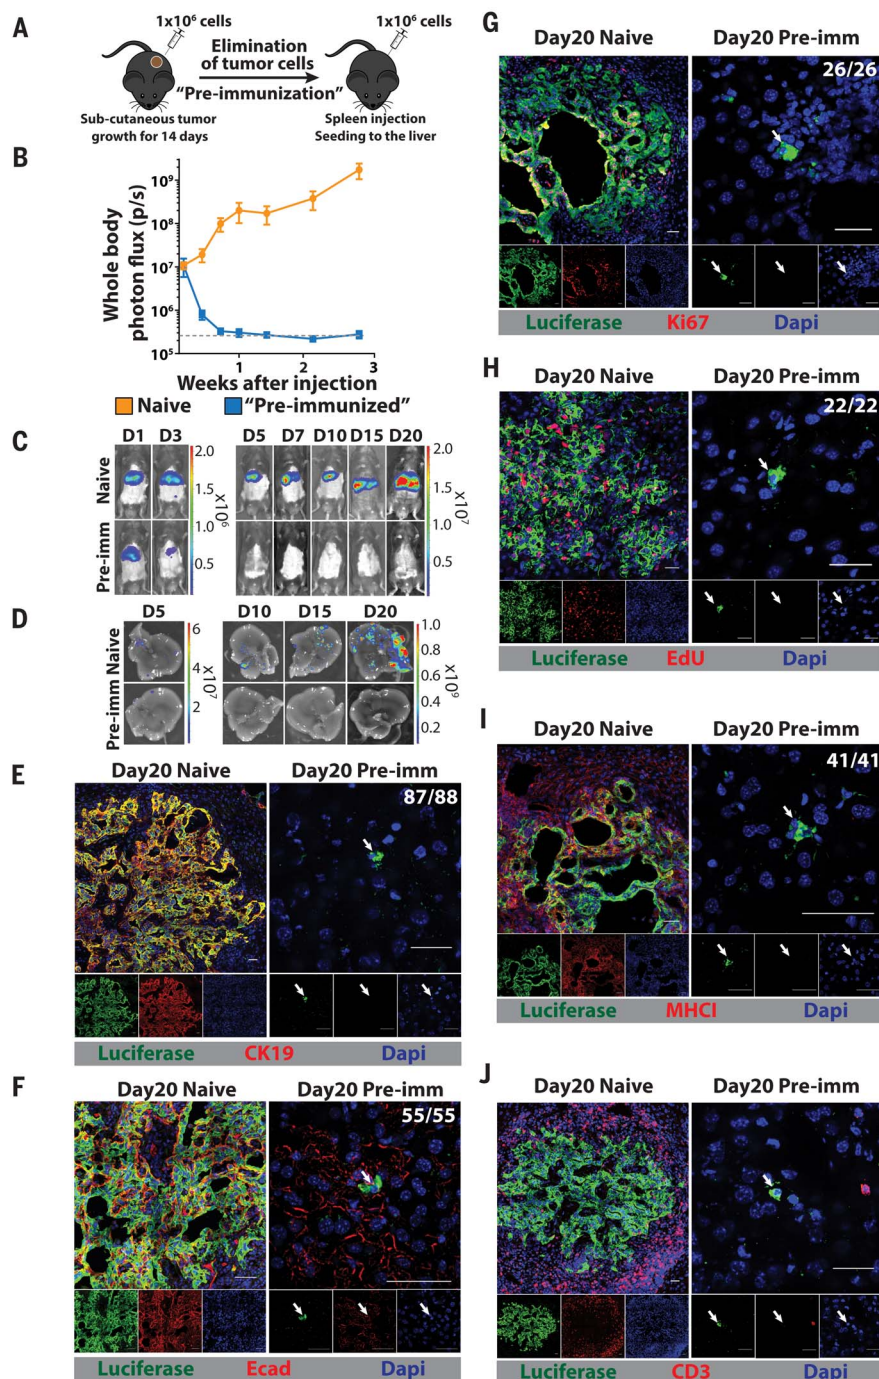 A
1x10⁶ cells
Elimination
of tumor cells
"Pre-immunization"
1x10⁶ cells
Sub-cutaneous tumor
growth for 14 days
Spleen injection
Seeding to the liver
B
Whole body
photon flux (p/s)
10⁹
10⁸
10⁷
10⁶
10⁵
1
2
3
Weeks after injection
Naive
"Pre-immunized"
C
D1
D3
D5
D7
D10
D15
D20
Naive
Pre-imm
2.0
1.5
1.0
0.5
x10⁶
2.0
1.5
1.0
0.5
x10⁷
D
D5
D10
D15
D20
Naive
Pre-imm
6
4
2
x10⁷
1.0
0.8
0.6
0.4
0.2
x10⁹
E
Day20 Naive
Day20 Pre-imm
87/88
Luciferase
CK19
Dapi
F
Day20 Naive
Day20 Pre-imm
55/55
Luciferase
Ecad
Dapi
G
Day20 Naive
Day20 Pre-imm
26/26
Luciferase
Ki67
Dapi
H
Day20 Naive
Day20 Pre-imm
22/22
Luciferase
EdU
Dapi
I
Day20 Naive
Day20 Pre-imm
41/41
Luciferase
MHCI
Dapi
J
Day20 Naive
Day20 Pre-imm
Luciferase
CD3
Dapi